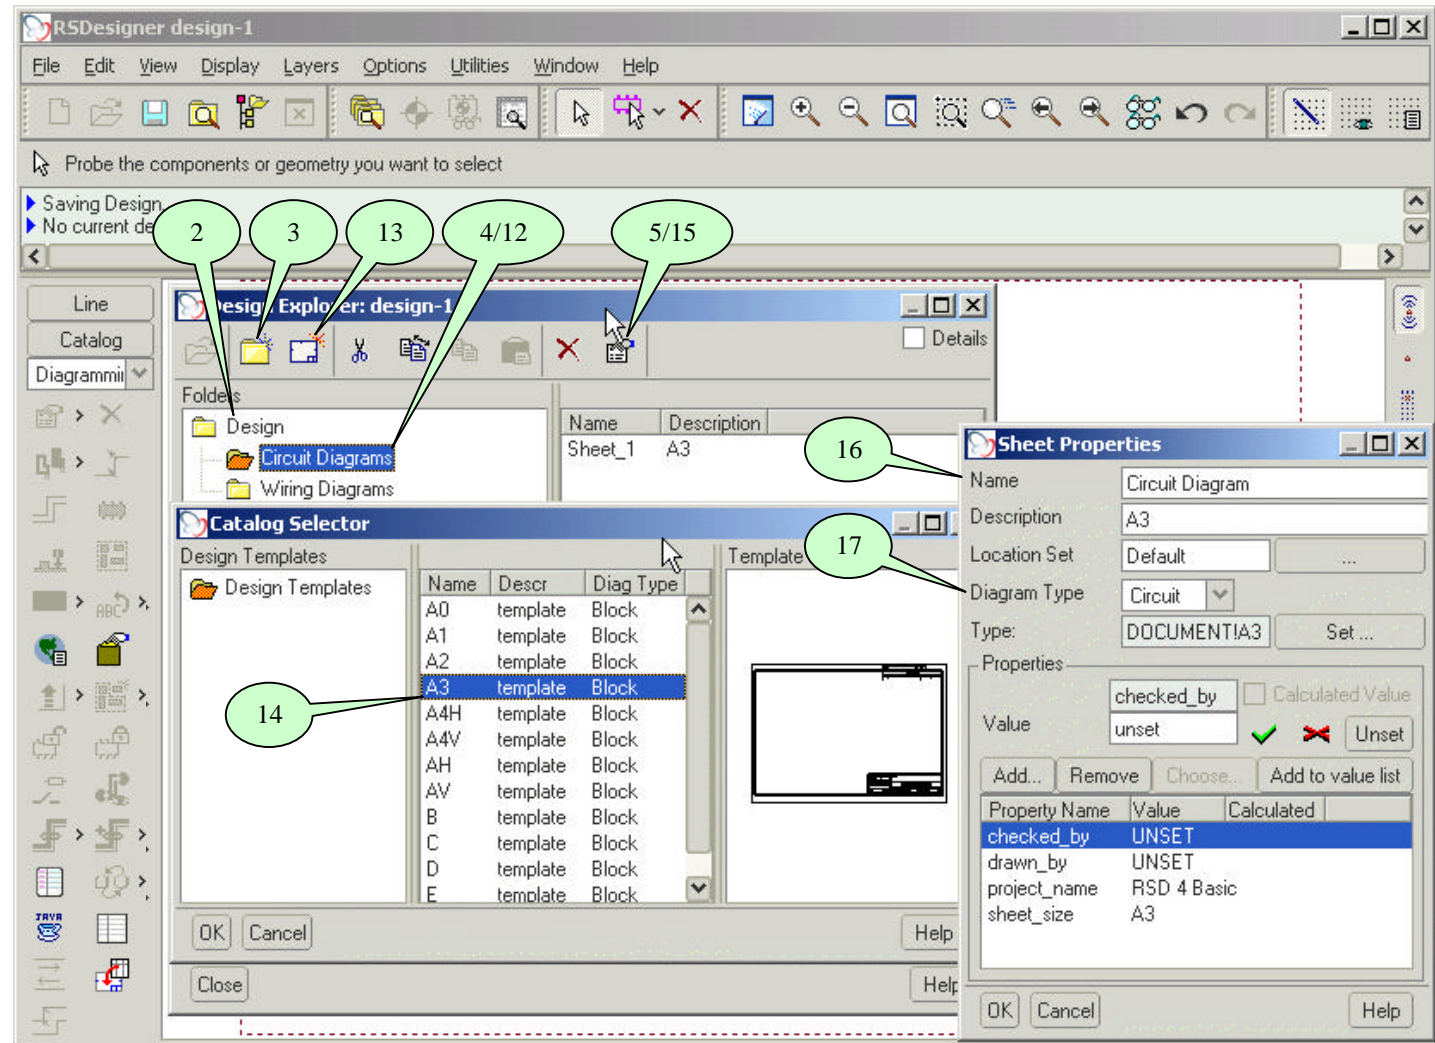 RSDesigner design-1
File Edit View Display Layers Options Utilities Window Help
Probe the components or geometry you want to select
Saving Design
No current de
2
3
13
4/12
5/15
Line
Catalog
Diagrammi
ABC
JAVA
Design Explorer: design-1
Details
Folders
Design
Circuit Diagrams
Wiring Diagrams
Name Description
Sheet_1 A3
Catalog Selector
Design Templates
Design Templates
Name Descr Diag Type
A0 template Block
A1 template Block
A2 template Block
A3 template Block
A4H template Block
A4V template Block
AH template Block
AV template Block
B template Block
C template Block
D template Block
E template Block
Template
14
OK Cancel Help
Close Help
16
17
Sheet Properties
Name Circuit Diagram
Description A3
Location Set Default ...
Diagram Type Circuit
Type: DOCUMENT!A3 Set ...
Properties
checked_by Calculated Value
Value unset Unset
Add... Remove Choose... Add to value list
Property Name Value Calculated
checked_by UNSET
drawn_by UNSET
project_name RSD 4 Basic
sheet_size A3
OK Cancel Help